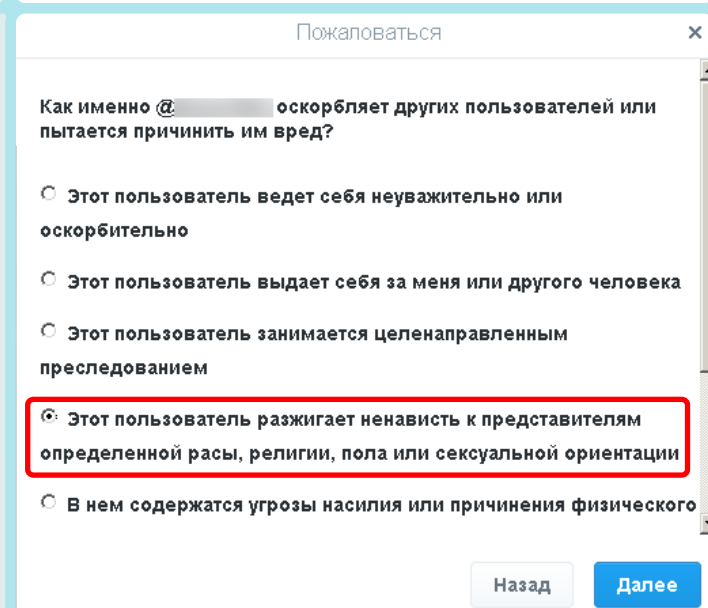 Пожаловаться
Как именно @ оскорбляет других пользователей или
пытается причинить им вред?
Этот пользователь ведет себя неуважительно или
оскорбительно
Этот пользователь выдает себя за меня или другого человека
Этот пользователь занимается целенаправленным
преследованием
Этот пользователь разжигает ненависть к представителям
определенной расы, религии, пола или сексуальной ориентации
В нем содержатся угрозы насилия или причинения физического
Назад Далее